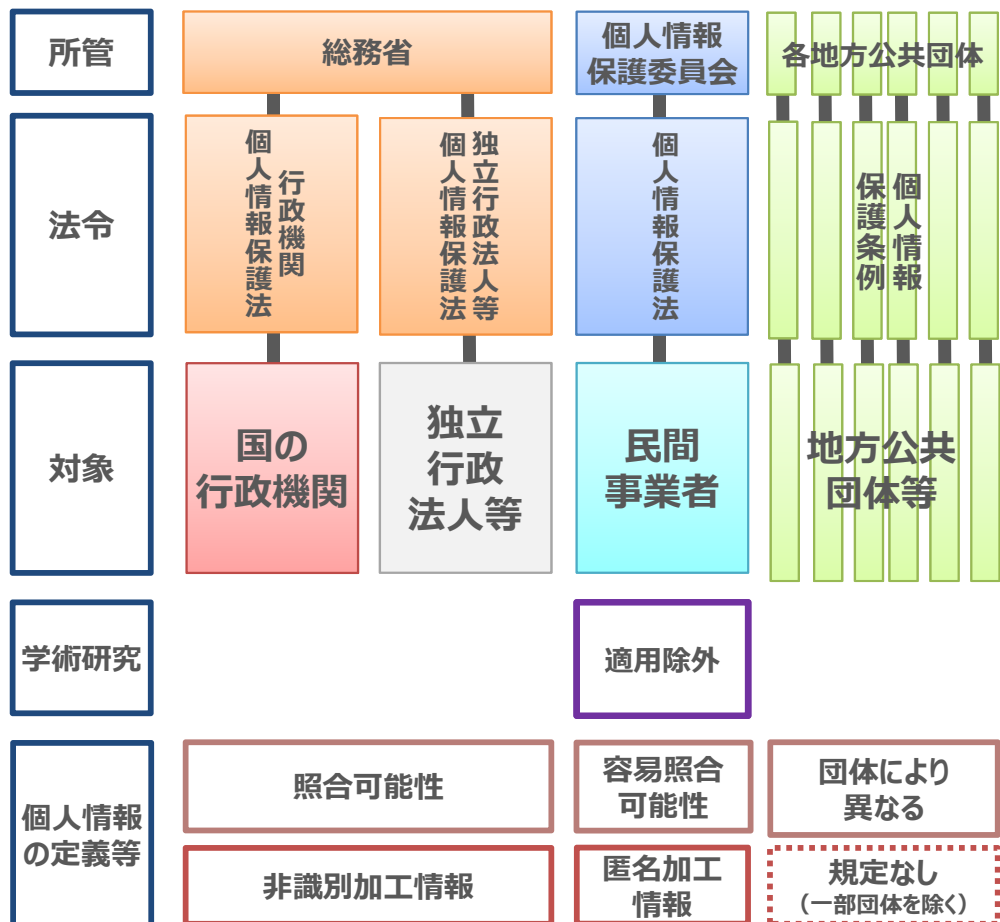 所管
総務省
個人情報
保護委員会
各地方公共団体
法令
行政機関
個人情報保護法
独立行政法人等
個人情報保護法
個人情報保護法
個人情報
保護条例
対象
国の
行政機関
独立
行政
法人等
民間
事業者
地方公共
団体等
学術研究
適用除外
個人情報
の定義等
照合可能性
容易照合
可能性
団体により
異なる
非識別加工情報
匿名加工
情報
規定なし
（一部団体を除く）